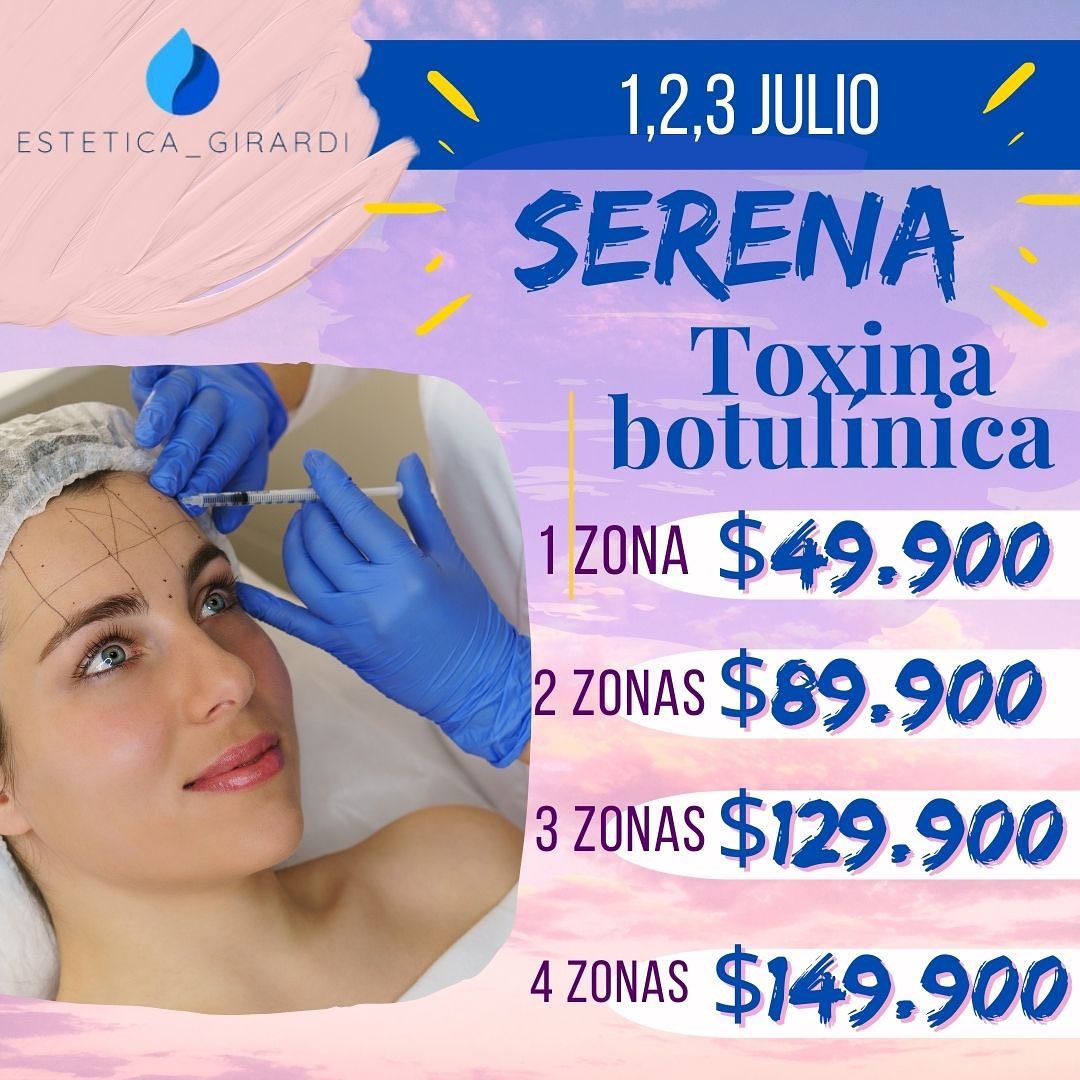 ESTETICA_GIRARDI
1,2,3 JULIO
SERENA
Toxina
botulínica
1 ZONA $49.900
2 ZONAS $89.900
3 ZONAS $129.900
4 ZONAS $149.900